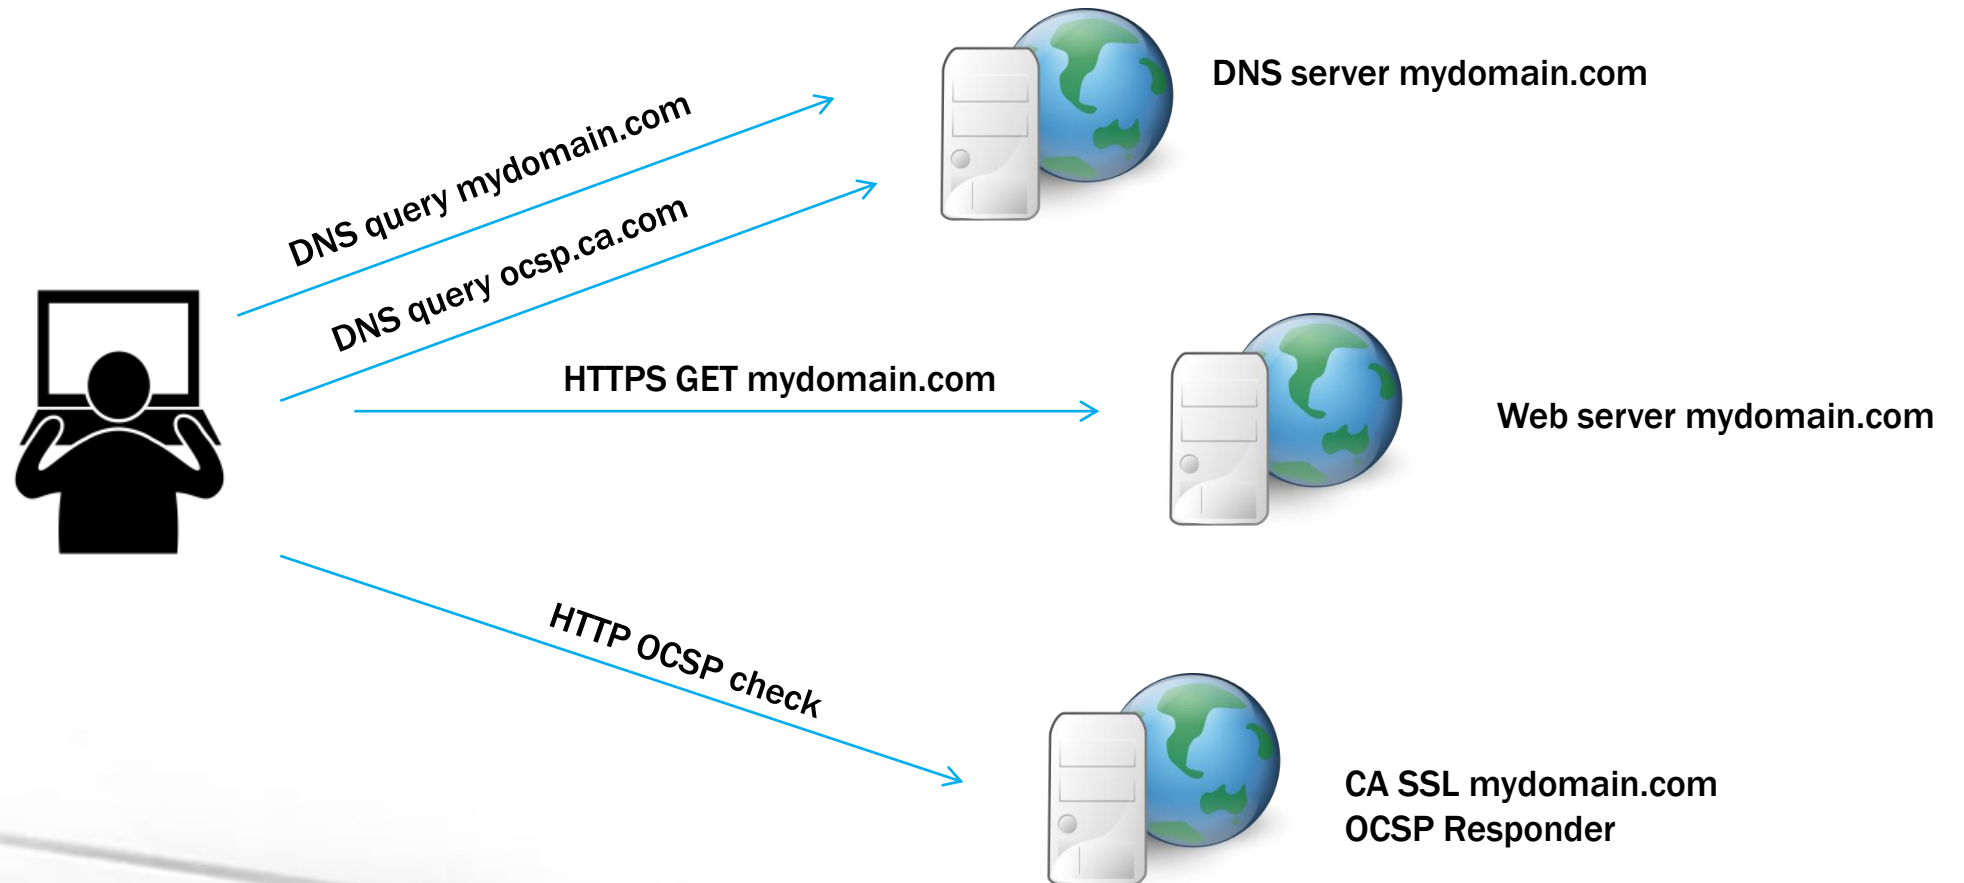 DNS server mydomain.com
DNS query mydomain.com
DNS query ocsp.ca.com
HTTPS GET mydomain.com
Web server mydomain.com
HTTP OCSP check
CA SSL mydomain.com
OCSP Responder